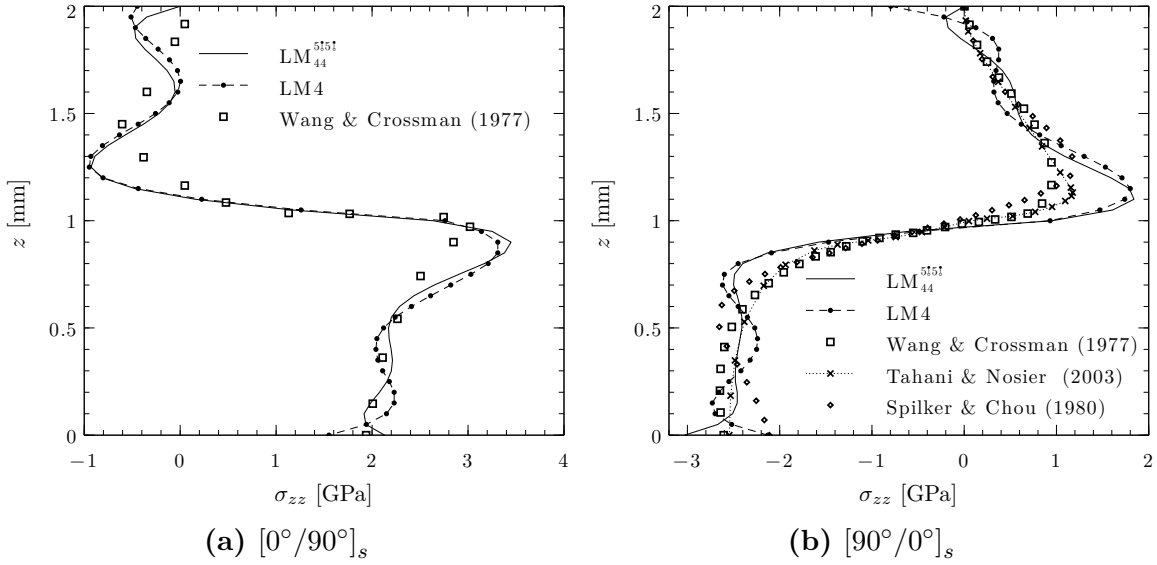 2
1.5
1
0.5
0
z [mm]
−1
0
1
2
3
4
σzz [GPa]
LM
LM4
Wang & Crossman (1977)
(a) [0°/90°]s
2
1.5
1
0.5
0
z [mm]
−3
−2
−1
0
1
2
σzz [GPa]
LM
LM4
Wang & Crossman (1977)
Tahani & Nosier (2003)
Spilker & Chou (1980)
(b) [90°/0°]s